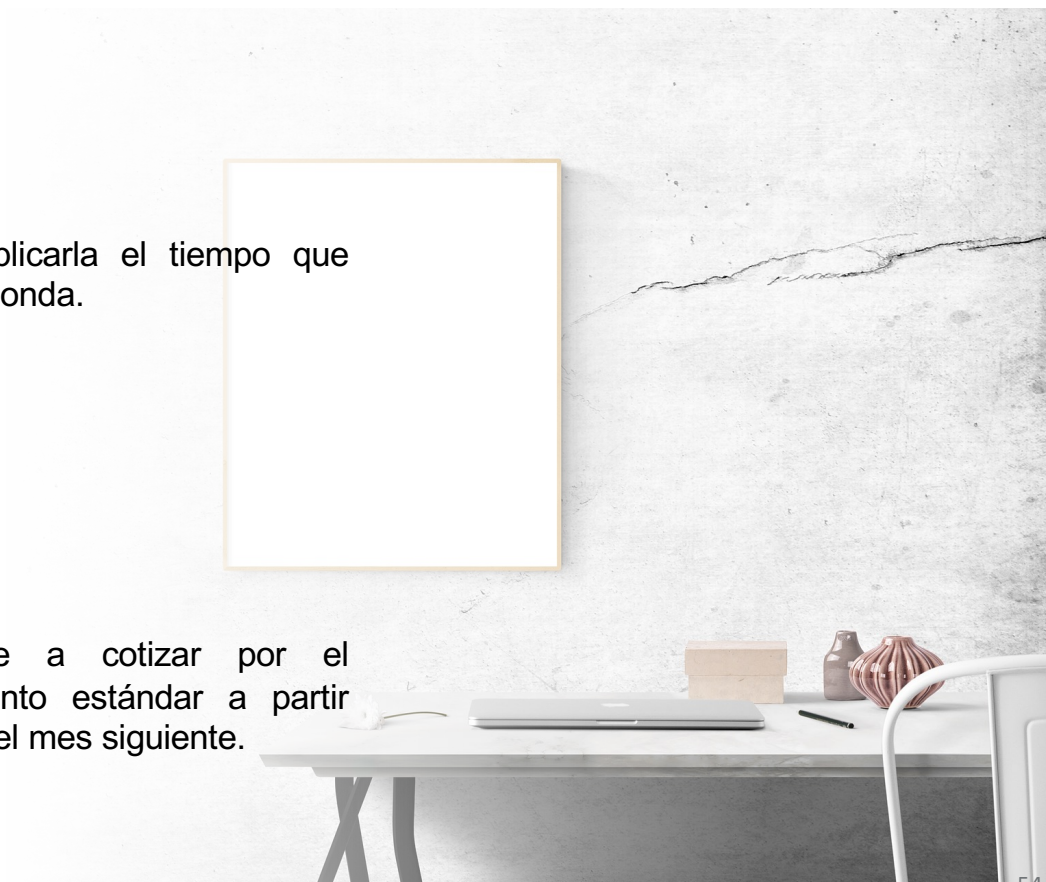 plicarla el tiempo que
onda.
e a cotizar por el
nto estándar a partir
el mes siguiente.